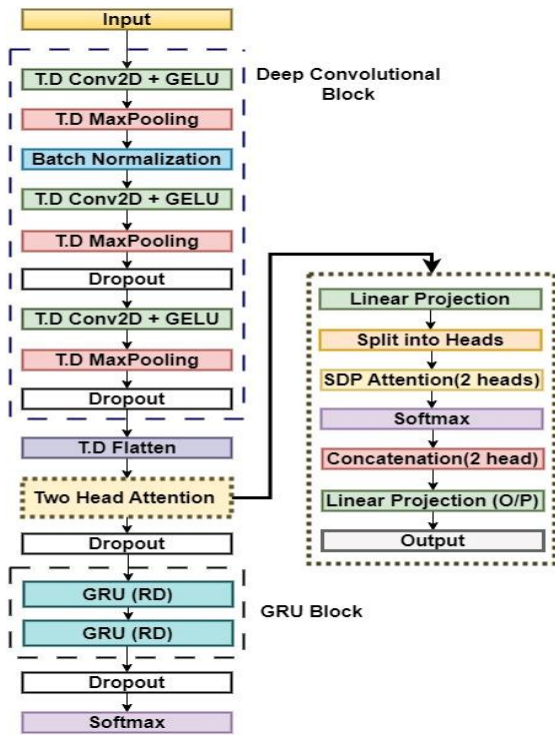 Input
T.D Conv2D + GELU
Deep Convolutional
Block
T.D MaxPooling
Batch Normalization
T.D Conv2D + GELU
T.D MaxPooling
Dropout
T.D Conv2D + GELU
T.D MaxPooling
Dropout
T.D Flatten
Two Head Attention
Dropout
GRU (RD)
GRU (RD)
GRU Block
Dropout
Softmax
Linear Projection
Split into Heads
SDP Attention(2 heads)
Softmax
Concatenation(2 head)
Linear Projection (O/P)
Output